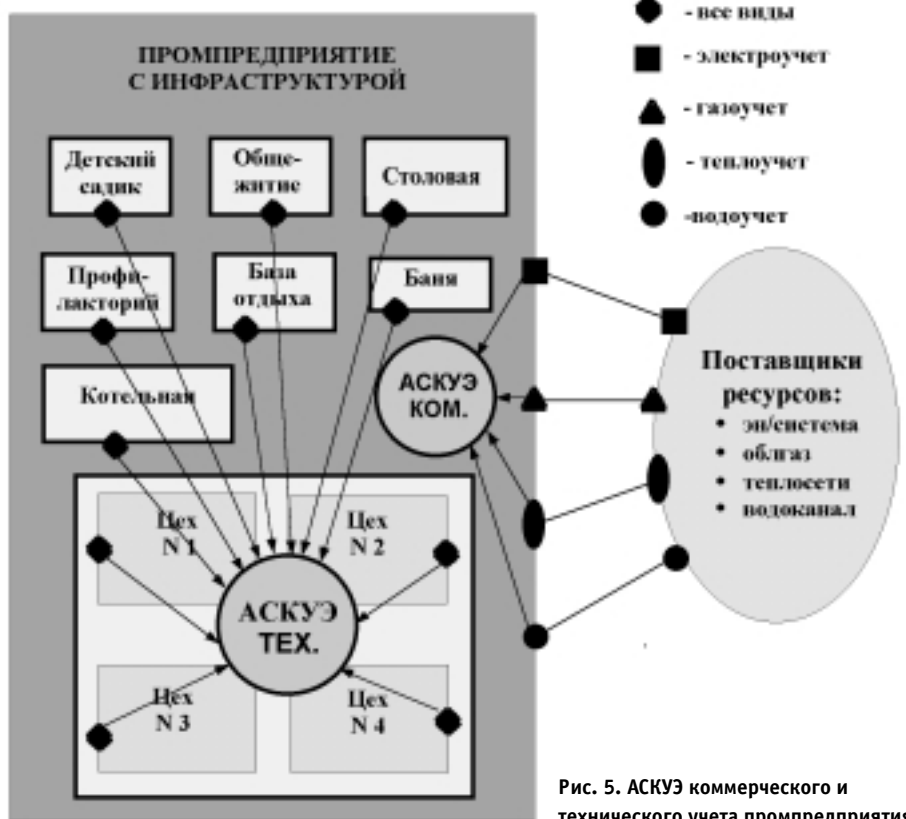 - все виды
- электроучет
- газоучет
- теплоучет
-водоучет
ПРОМПРЕДПРИЯТИЕ
С ИНФРАСТРУКТУРОЙ
Детский
садик
Обще-
житие
Столовая
Профи-
лакторий
База
отдыха
Баня
Котельная
АСКУЭ
КОМ.
Поставщики
ресурсов:
• эн/система
• облгаз
• теплосети
• водоканал
Цех
N 1
Цех
N 2
АСКУЭ
ТЕХ.
Цех
N 3
Цех
N 4
Рис. 5. АСКУЭ коммерческого и
технического учета промпредприятия